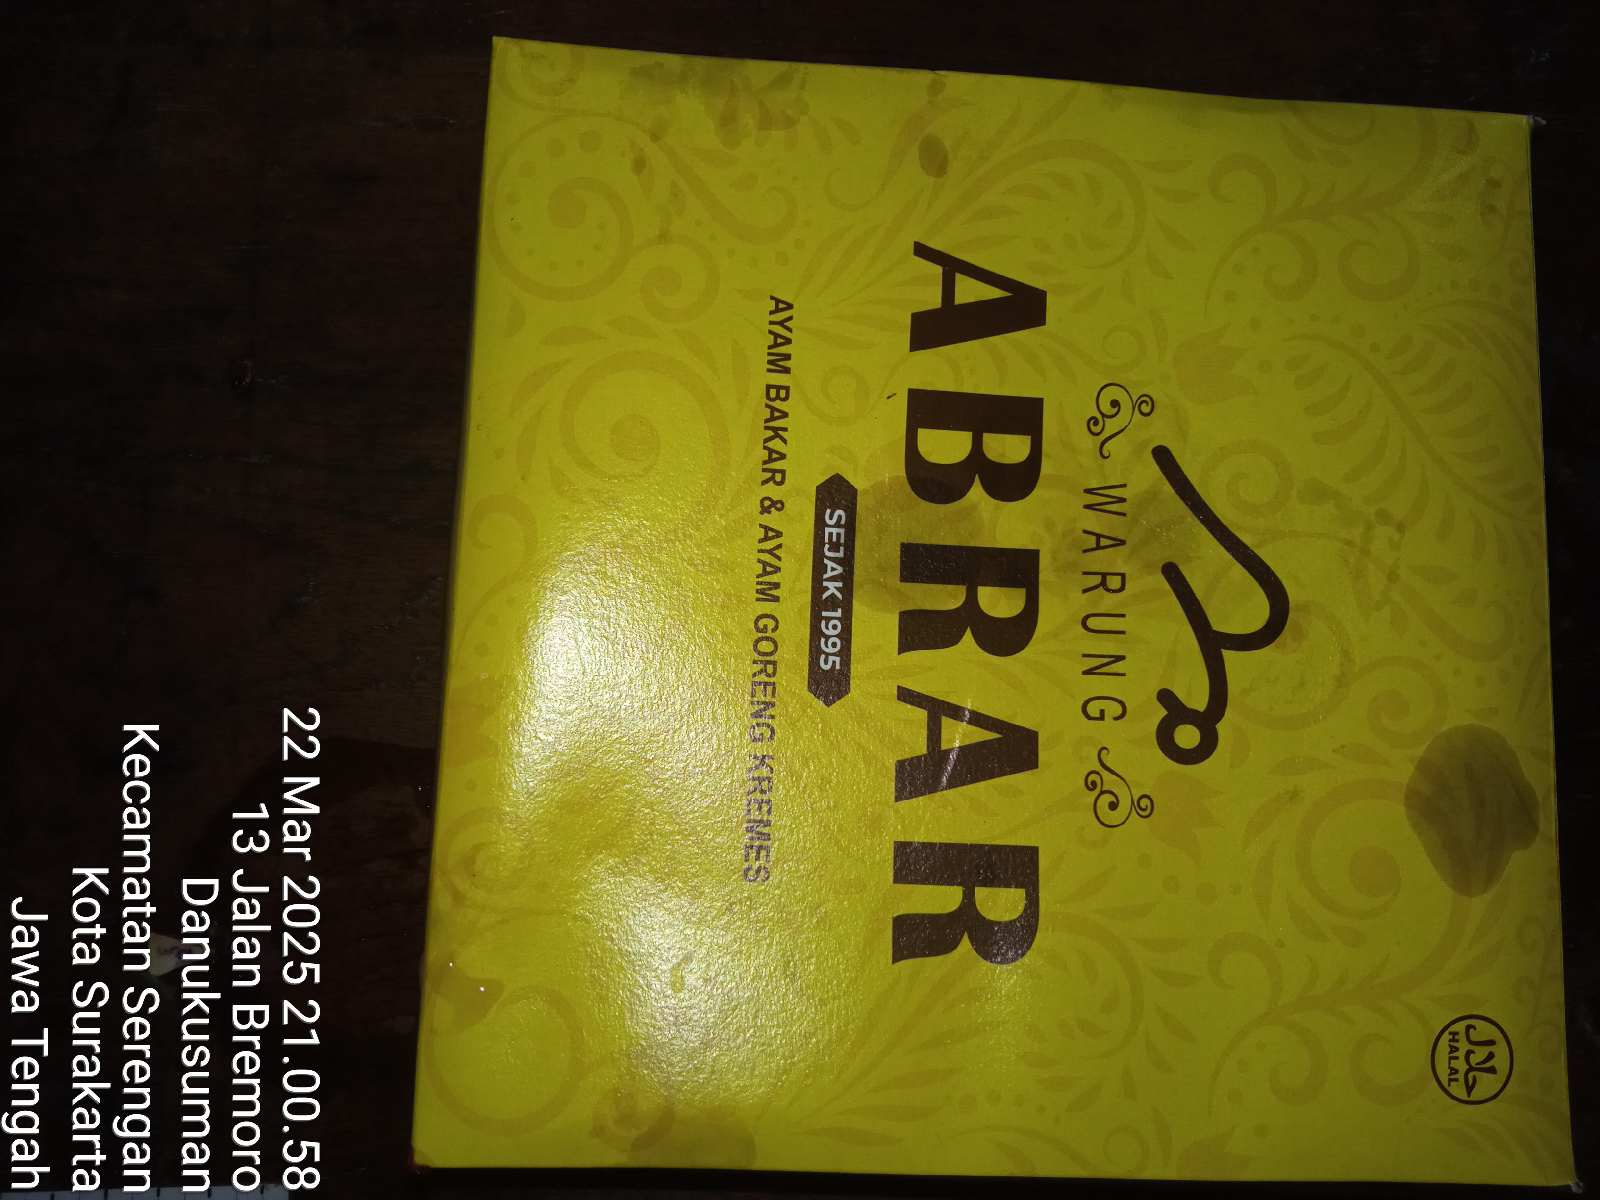 حلال
HALAL
WARUNG
ABRAR
SEJAK 1995
AYAM BAKAR & AYAM GORENG KREMES
22 Mar 2025 21.00.58
13 Jalan Bremoro
Danukusuman
Kecamatan Serengan
Kota Surakarta
Jawa Tengah